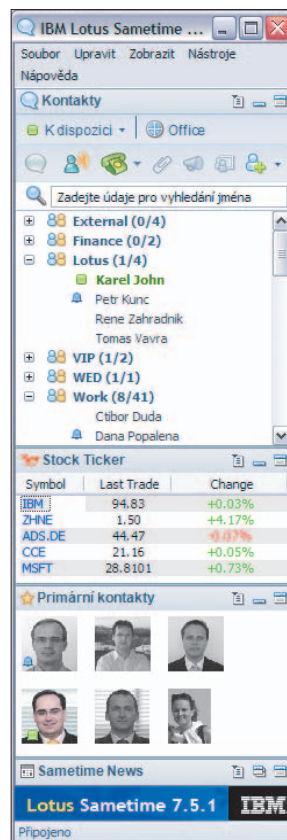 IBM Lotus Sametime ...
Soubor Upravit Zobrazit Nástroje
Nápověda
Kontakty
K dispozici Office
Zadejte údaje pro vyhledání jména
External (0/4)
Finance (0/2)
Lotus (1/4)
Karel John
Petr Kunc
Rene Zahradnik
Tomas Vavra
VIP (1/2)
WED (1/1)
Work (8/41)
Ctibor Duda
Dana Popalena
Stock Ticker
Symbol Last Trade Change
IBM 94.83 +0.03%
ZHNE 1.50 +4.17%
ADS.DE 44.47
CCE 21.16 +0.05%
MSFT 28.8101 +0.73%
Primární kontakty
Sametime News
Lotus Sametime 7.5.1 IBM
Připojeno